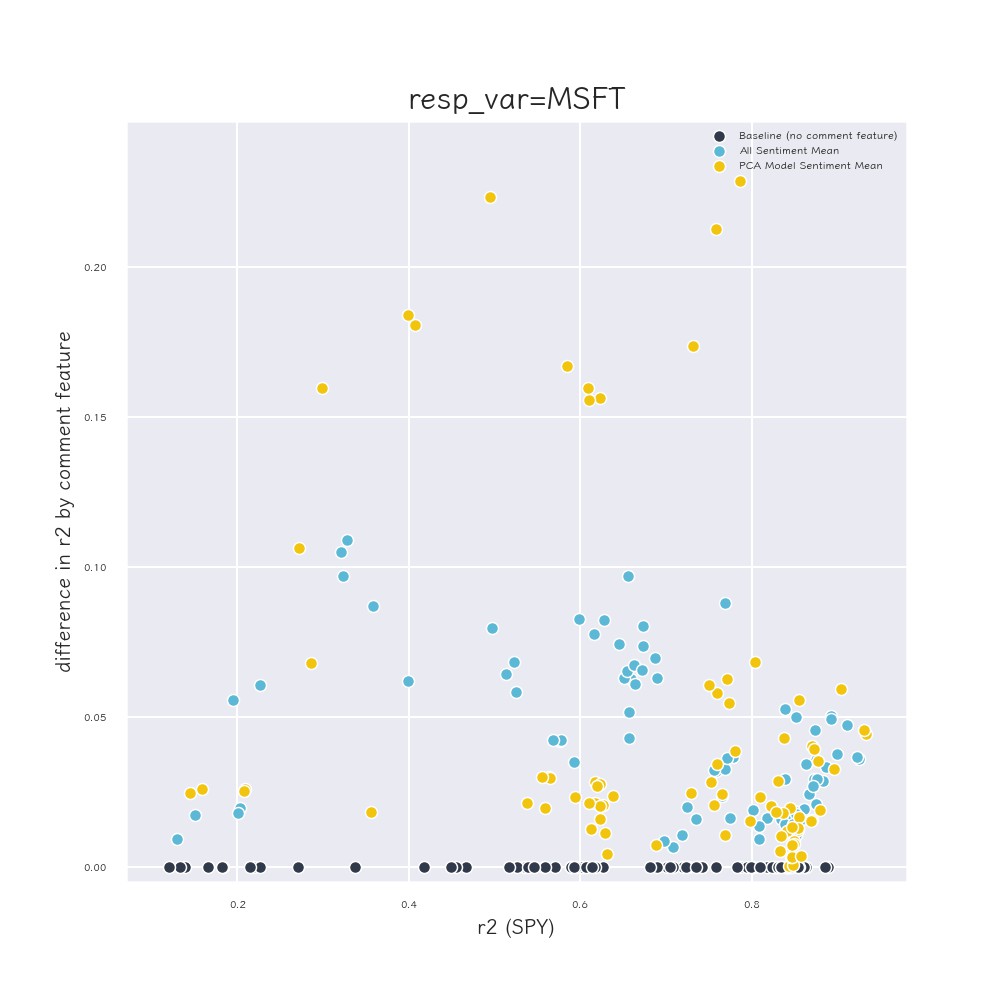 resp_var=MSFT
Baseline (no comment feature)
All Sentiment Mean
PCA Model Sentiment Mean
difference in r2 by comment feature
0.20
0.15
0.10
0.05
0.00
0.2 0.4 0.6 0.8
r2 (SPY)